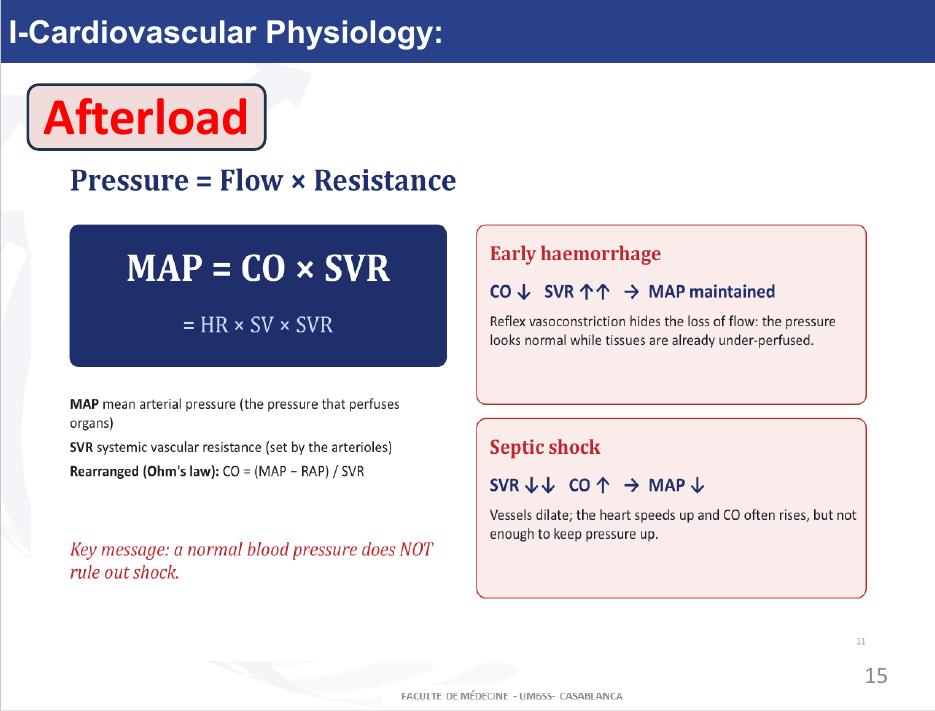 I-Cardiovascular Physiology:
Afterload
Pressure = Flow × Resistance
MAP = CO × SVR
= HR × SV × SVR
MAP mean arterial pressure (the pressure that perfuses
organs)
SVR systemic vascular resistance (set by the arterioles)
Rearranged (Ohm's law): CO = (MAP − RAP) / SVR
Key message: a normal blood pressure does NOT
rule out shock.
Early haemorrhage
CO ↓ SVR ↑↑ → MAP maintained
Reflex vasoconstriction hides the loss of flow: the pressure
looks normal while tissues are already under-perfused.
Septic shock
SVR ↓↓ CO ↑ → MAP ↓
Vessels dilate; the heart speeds up and CO often rises, but not
enough to keep pressure up.
11
15
FACULTE DE MÉDECINE - UM6SS- CASABLANCA